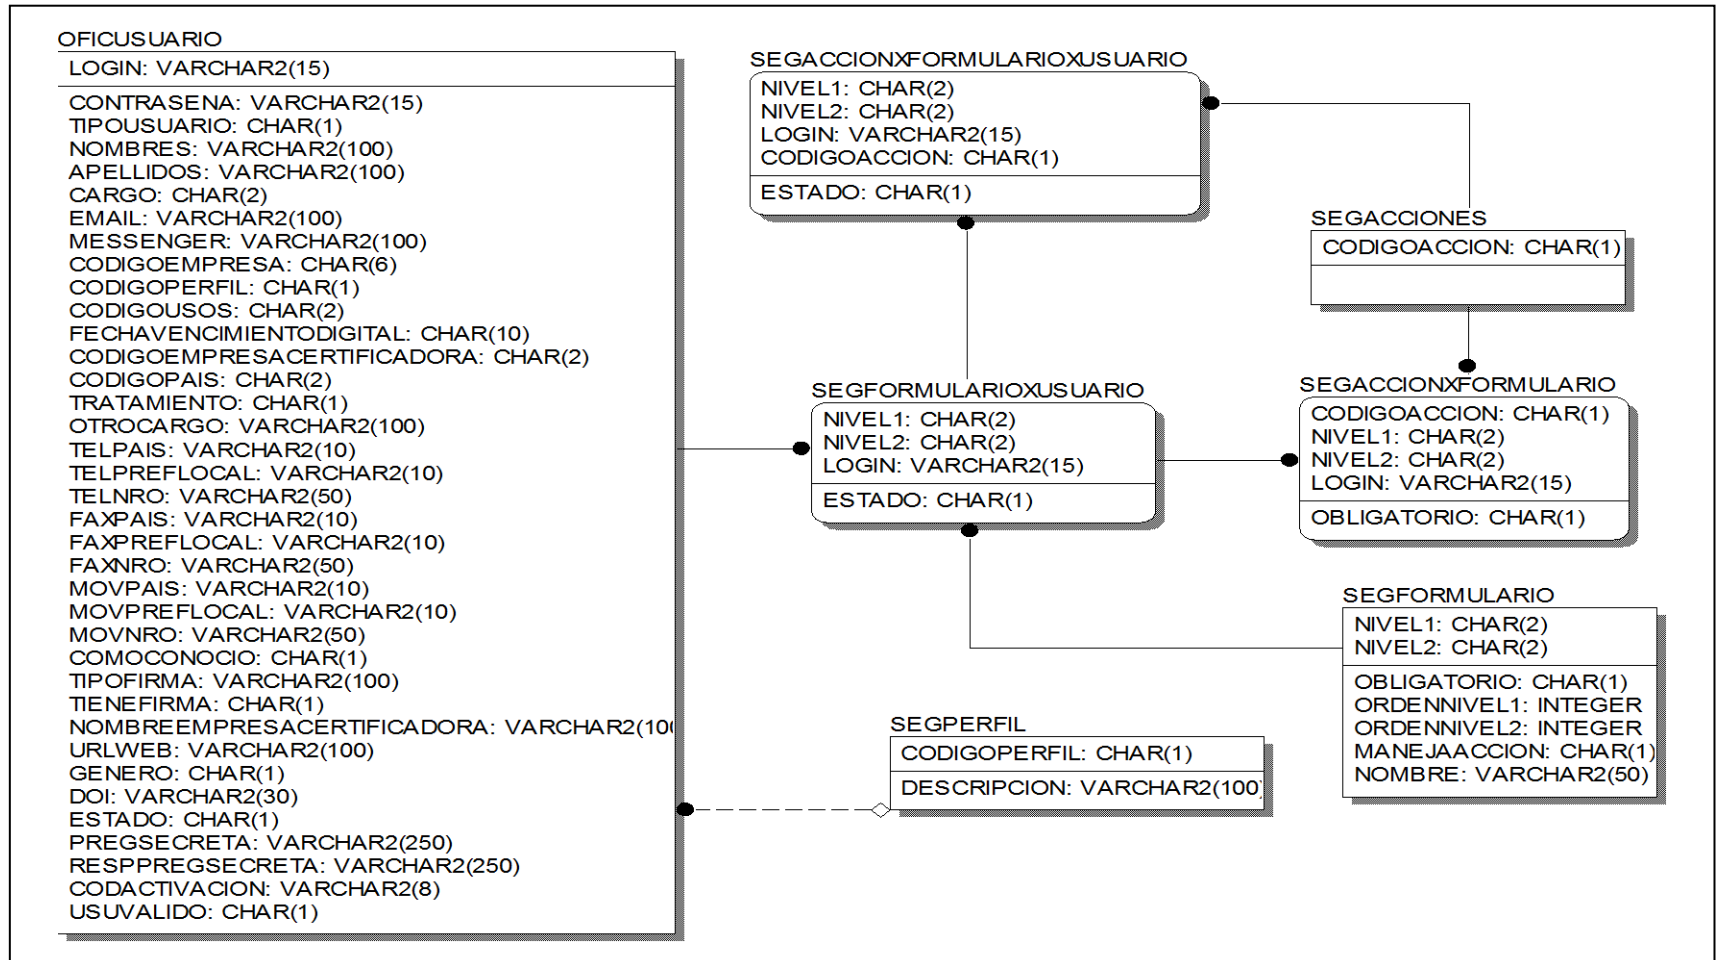 OFICUSUARIO
LOGIN: VARCHAR2(15)
CONTRASENA: VARCHAR2(15)
TIPOUSUARIO: CHAR(1)
NOMBRES: VARCHAR2(100)
APELLIDOS: VARCHAR2(100)
CARGO: CHAR(2)
EMAIL: VARCHAR2(100)
MESSENGER: VARCHAR2(100)
CODIGOEMPRESA: CHAR(6)
CODIGOPERFIL: CHAR(1)
CODIGOUSOS: CHAR(2)
FECHAVENCIMIENTODIGITAL: CHAR(10)
CODIGOEMPRESACERTIFICADORA: CHAR(2)
CODIGOPAIS: CHAR(2)
TRATAMIENTO: CHAR(1)
OTROCARGO: VARCHAR2(100)
TELPAIS: VARCHAR2(10)
TELPREFLOCAL: VARCHAR2(10)
TELNRO: VARCHAR2(50)
FAXPAIS: VARCHAR2(10)
FAXPREFLOCAL: VARCHAR2(10)
FAXNRO: VARCHAR2(50)
MOVPAIS: VARCHAR2(10)
MOVPREFLOCAL: VARCHAR2(10)
MOVNRO: VARCHAR2(50)
COMOCONOCIO: CHAR(1)
TIPOFIRMA: VARCHAR2(100)
TIENEFIRMA: CHAR(1)
NOMBREEMPRESACERTIFICADORA: VARCHAR2(100
URLWEB: VARCHAR2(100)
GENERO: CHAR(1)
DOI: VARCHAR2(30)
ESTADO: CHAR(1)
PREGSECRETA: VARCHAR2(250)
RESPPREGSECRETA: VARCHAR2(250)
CODACTIVACION: VARCHAR2(8)
USUVALIDO: CHAR(1)
SEGACCIONXFORMULARIOXUSUARIO
NIVEL1: CHAR(2)
NIVEL2: CHAR(2)
LOGIN: VARCHAR2(15)
CODIGOACCION: CHAR(1)
ESTADO: CHAR(1)
SEGACCIONES
CODIGOACCION: CHAR(1)
SEGFORMULARIOXUSUARIO
NIVEL1: CHAR(2)
NIVEL2: CHAR(2)
LOGIN: VARCHAR2(15)
ESTADO: CHAR(1)
SEGACCIONXFORMULARIO
CODIGOACCION: CHAR(1)
NIVEL1: CHAR(2)
NIVEL2: CHAR(2)
LOGIN: VARCHAR2(15)
OBLIGATORIO: CHAR(1)
SEGFORMULARIO
NIVEL1: CHAR(2)
NIVEL2: CHAR(2)
OBLIGATORIO: CHAR(1)
ORDENNIVEL1: INTEGER
ORDENNIVEL2: INTEGER
MANEJAACCION: CHAR(1)
NOMBRE: VARCHAR2(50)
SEGPERFIL
CODIGOPERFIL: CHAR(1)
DESCRIPCION: VARCHAR2(100)